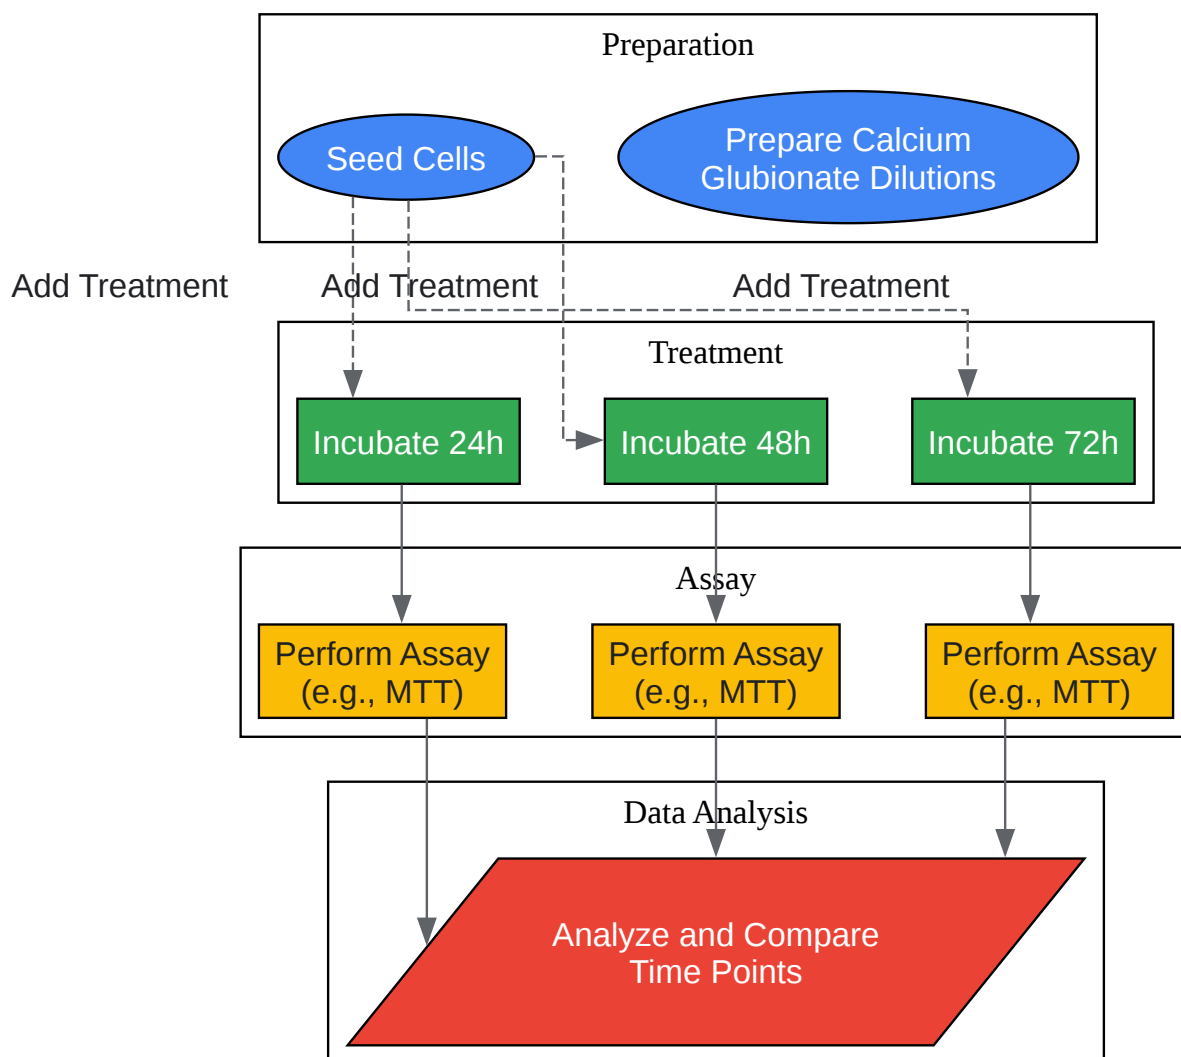 Preparation
Seed Cells
Prepare Calcium
Glubionate Dilutions
Add Treatment
Add Treatment
Add Treatment
Treatment
Incubate 24h
Incubate 48h
Incubate 72h
Assay
Perform Assay
(e.g., MTT)
Perform Assay
(e.g., MTT)
Perform Assay
(e.g., MTT)
Data Analysis
Analyze and Compare
Time Points